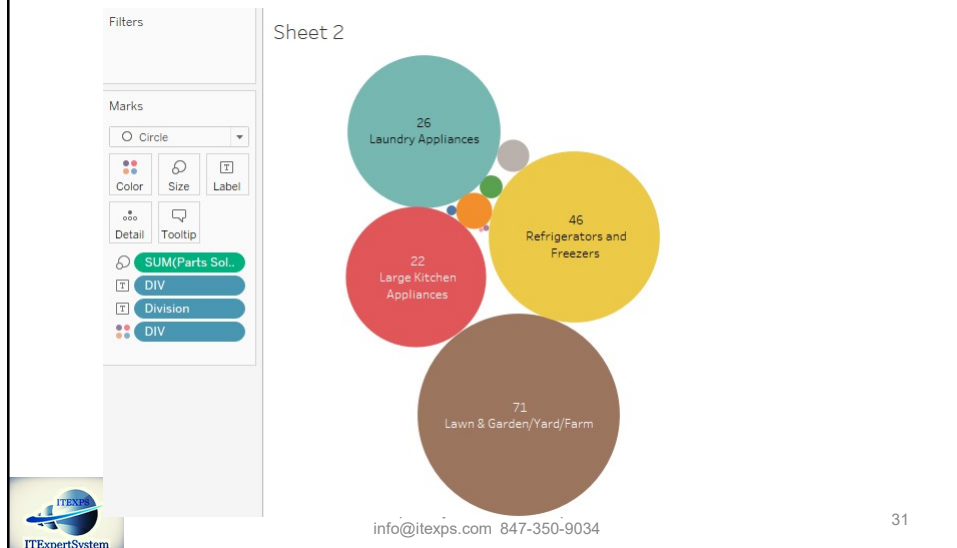 Filters
Sheet 2
Marks
Circle
Color
Size
Label
Detail
Tooltip
SUM(Parts Sol..
DIV
Division
DIV
26
Laundry Appliances
46
Refrigerators and
Freezers
22
Large Kitchen
Appliances
71
Lawn & Garden/Yard/Farm
ITEXPS
ITExpertSystem
info@itexps.com 847-350-9034
31